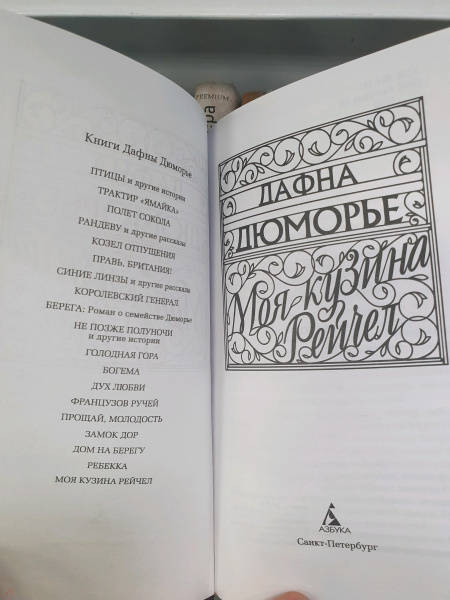 PREMIUM
Книги Дафны Дюморье
ПТИЦЫ и другие истории
ТРАКТИР «ЯМАЙКА»
ПОЛЕТ СОКОЛА
РАНДЕВУ и другие рассказы
КОЗЕЛ ОТПУЩЕНИЯ
ПРАВЬ, БРИТАНИЯ!
СИНИЕ ЛИНЗЫ и другие рассказы
КОРОЛЕВСКИЙ ГЕНЕРАЛ
БЕРЕГА: Роман о семействе Дюморье
НЕ ПОЗЖЕ ПОЛУНОЧИ
и другие истории
ГОЛОДНАЯ ГОРА
БОГЕМА
ДУХ ЛЮБВИ
ФРАНЦУЗОВ РУЧЕЙ
ПРОЩАЙ, МОЛОДОСТЬ
ЗАМОК ДОР
ДОМ НА БЕРЕГУ
РЕБЕККА
МОЯ КУЗИНА РЕЙЧЕЛ
ДАФНА
ДЮМОРЬЕ
Моя кузина
Рейчел
АЗБУКА
Санкт-Петербург